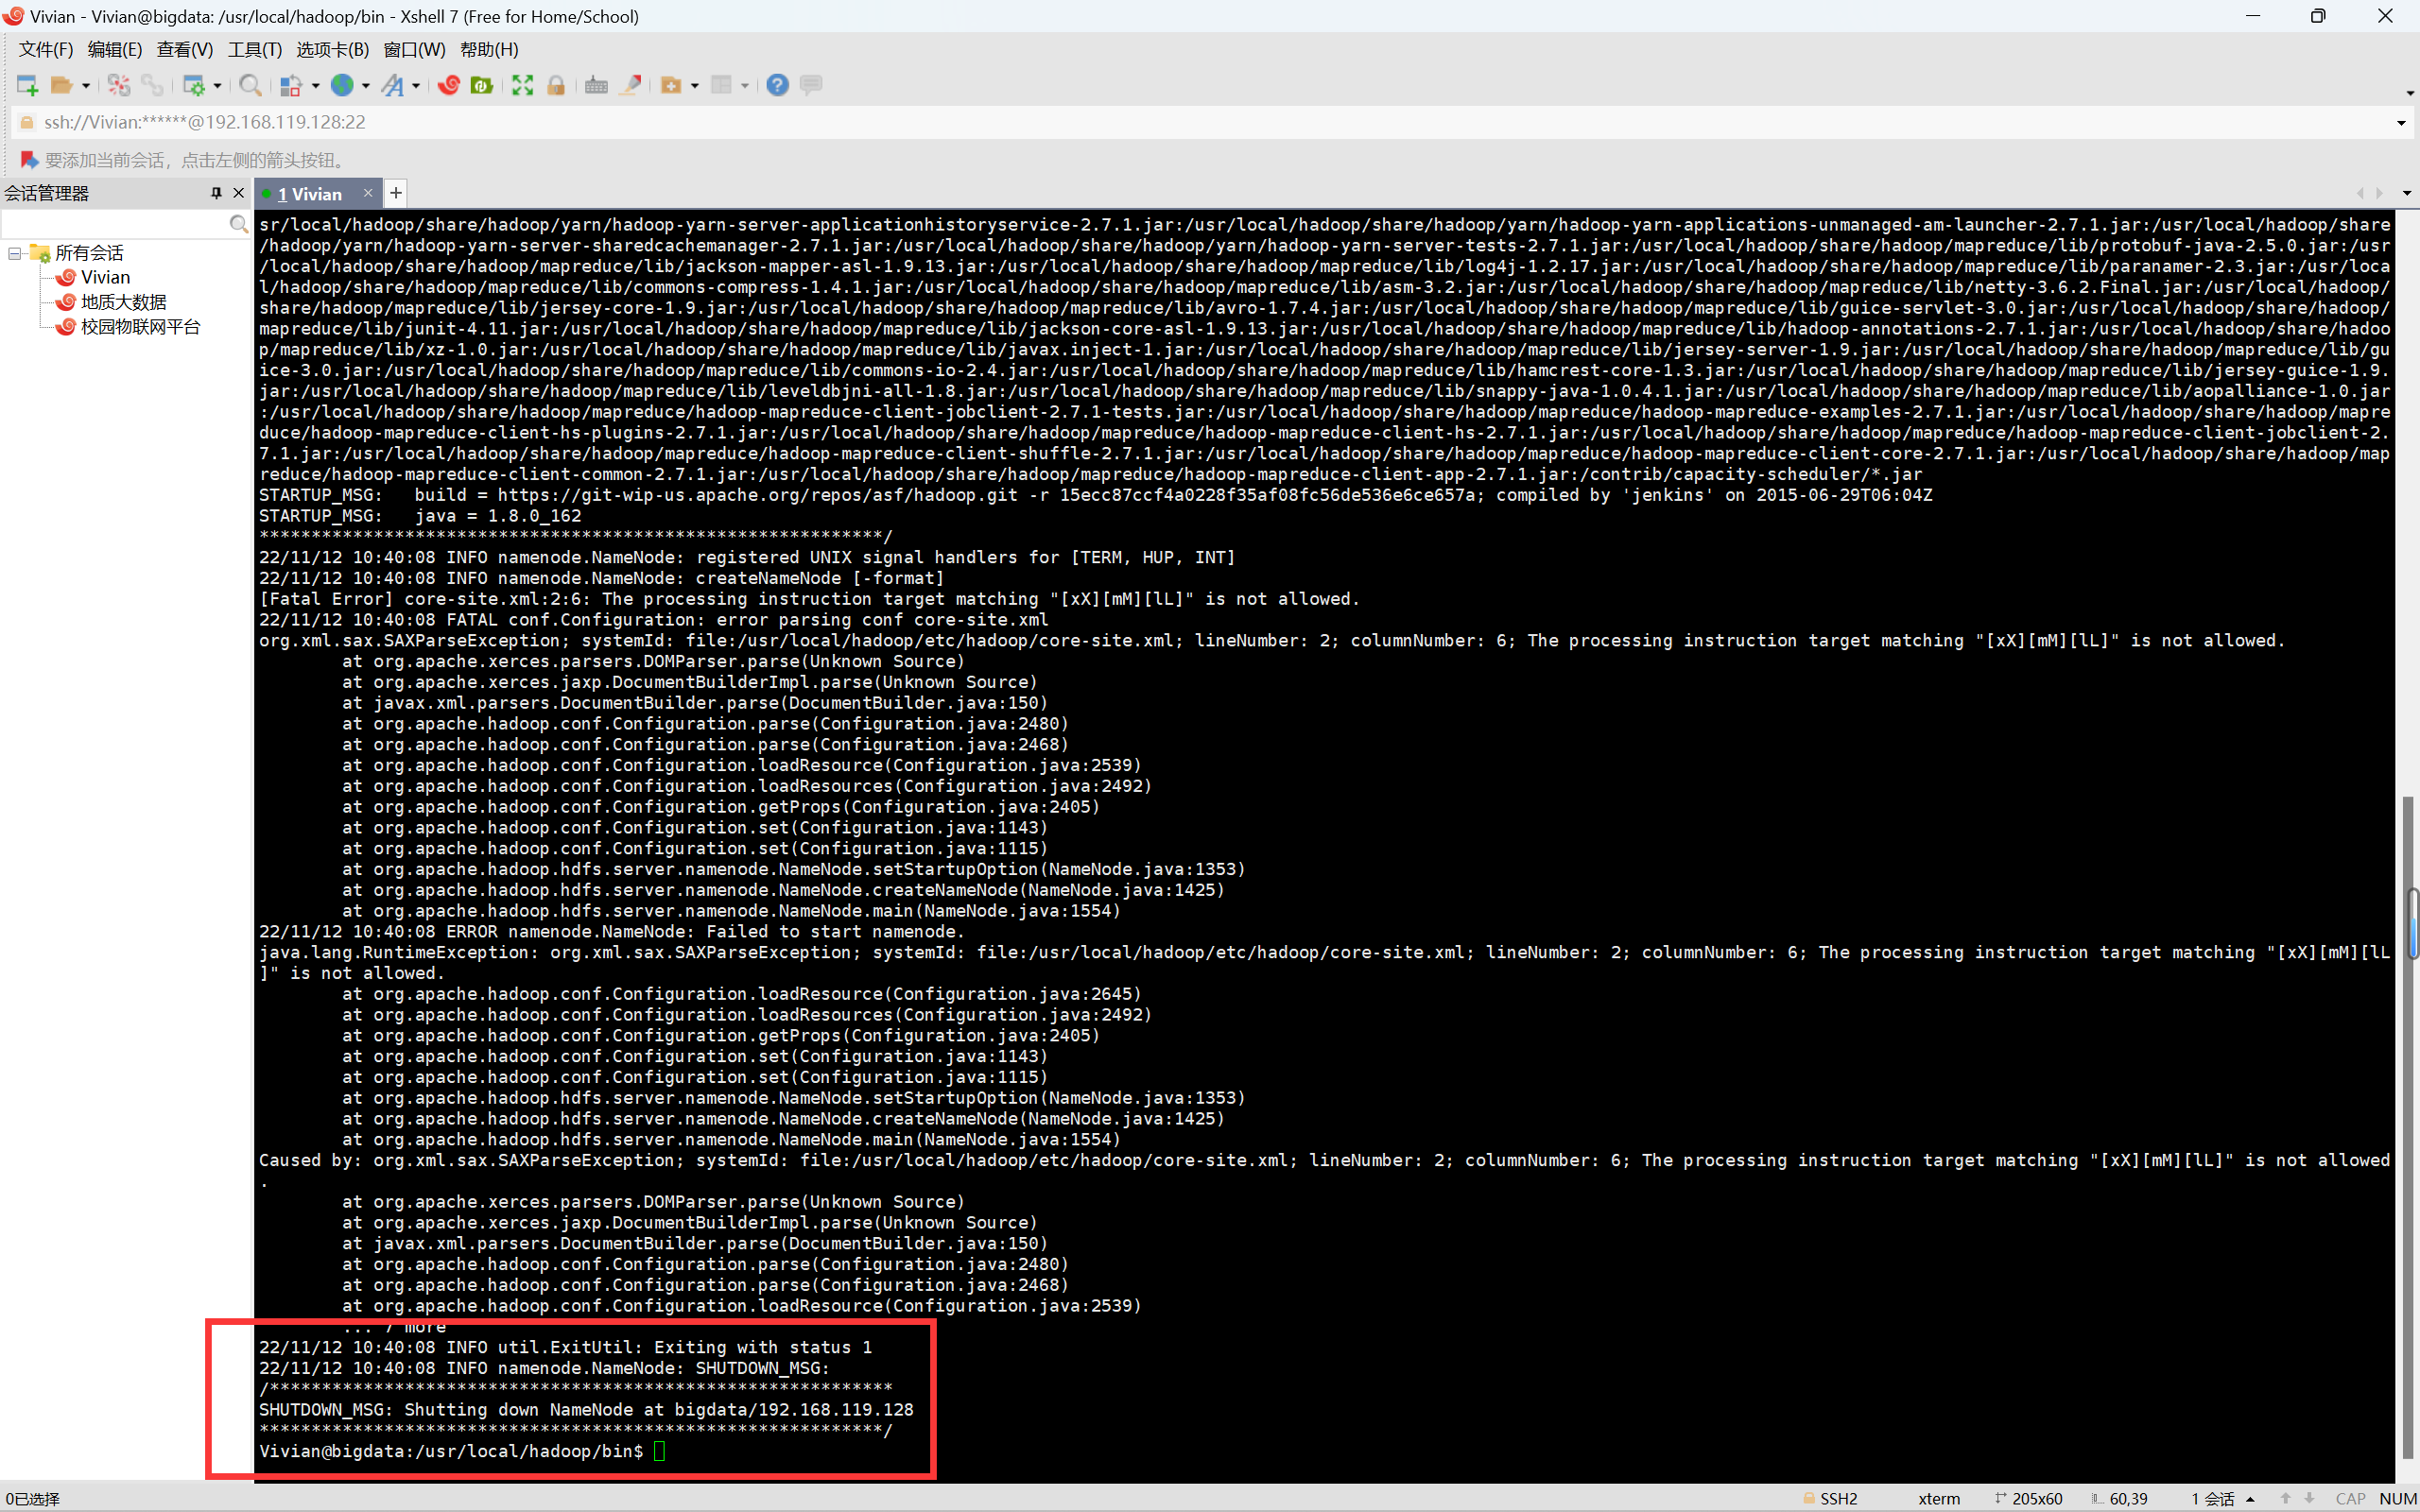 Vivian - Vivian@bigdata: /usr/local/hadoop/bin - Xshell 7 (Free for Home/School)
文件(F) 编辑(E) 查看(V) 工具(T) 选项卡(B) 窗口(W) 帮助(H)
ssh://Vivian:******@192.168.119.128:22
要添加当前会话，点击左侧的箭头按钮。
会话管理器
1 Vivian
所有会话
Vivian
地质大数据
校园物联网平台
sr/local/hadoop/share/hadoop/yarn/hadoop-yarn-server-applicationhistoryservice-2.7.1.jar:/usr/local/hadoop/share/hadoop/yarn/hadoop-yarn-applications-unmanaged-am-launcher-2.7.1.jar:/usr/local/hadoop/share
/hadoop/yarn/hadoop-yarn-server-sharedcachemanager-2.7.1.jar:/usr/local/hadoop/share/hadoop/yarn/hadoop-yarn-server-tests-2.7.1.jar:/usr/local/hadoop/share/hadoop/mapreduce/lib/protobuf-java-2.5.0.jar:/usr
/local/hadoop/share/hadoop/mapreduce/lib/jackson-mapper-asl-1.9.13.jar:/usr/local/hadoop/share/hadoop/mapreduce/lib/log4j-1.2.17.jar:/usr/local/hadoop/share/hadoop/mapreduce/lib/paranamer-2.3.jar:/usr/loca
l/hadoop/share/hadoop/mapreduce/lib/commons-compress-1.4.1.jar:/usr/local/hadoop/share/hadoop/mapreduce/lib/asm-3.2.jar:/usr/local/hadoop/share/hadoop/mapreduce/lib/netty-3.6.2.Final.jar:/usr/local/hadoop/
share/hadoop/mapreduce/lib/jersey-core-1.9.jar:/usr/local/hadoop/share/hadoop/mapreduce/lib/avro-1.7.4.jar:/usr/local/hadoop/share/hadoop/mapreduce/lib/guice-servlet-3.0.jar:/usr/local/hadoop/share/hadoop/
mapreduce/lib/junit-4.11.jar:/usr/local/hadoop/share/hadoop/mapreduce/lib/jackson-core-asl-1.9.13.jar:/usr/local/hadoop/share/hadoop/mapreduce/lib/hadoop-annotations-2.7.1.jar:/usr/local/hadoop/share/hadoo
p/mapreduce/lib/xz-1.0.jar:/usr/local/hadoop/share/hadoop/mapreduce/lib/javax.inject-1.jar:/usr/local/hadoop/share/hadoop/mapreduce/lib/jersey-server-1.9.jar:/usr/local/hadoop/share/hadoop/mapreduce/lib/gu
ice-3.0.jar:/usr/local/hadoop/share/hadoop/mapreduce/lib/commons-io-2.4.jar:/usr/local/hadoop/share/hadoop/mapreduce/lib/hamcrest-core-1.3.jar:/usr/local/hadoop/share/hadoop/mapreduce/lib/jersey-guice-1.9.
jar:/usr/local/hadoop/share/hadoop/mapreduce/lib/leveldbjni-all-1.8.jar:/usr/local/hadoop/share/hadoop/mapreduce/lib/snappy-java-1.0.4.1.jar:/usr/local/hadoop/share/hadoop/mapreduce/lib/aopalliance-1.0.jar
:/usr/local/hadoop/share/hadoop/mapreduce/hadoop-mapreduce-client-jobclient-2.7.1-tests.jar:/usr/local/hadoop/share/hadoop/mapreduce/hadoop-mapreduce-examples-2.7.1.jar:/usr/local/hadoop/share/hadoop/mapre
duce/hadoop-mapreduce-client-hs-plugins-2.7.1.jar:/usr/local/hadoop/share/hadoop/mapreduce/hadoop-mapreduce-client-hs-2.7.1.jar:/usr/local/hadoop/share/hadoop/mapreduce/hadoop-mapreduce-client-jobclient-2.
7.1.jar:/usr/local/hadoop/share/hadoop/mapreduce/hadoop-mapreduce-client-shuffle-2.7.1.jar:/usr/local/hadoop/share/hadoop/mapreduce/hadoop-mapreduce-client-core-2.7.1.jar:/usr/local/hadoop/share/hadoop/map
reduce/hadoop-mapreduce-client-common-2.7.1.jar:/usr/local/hadoop/share/hadoop/mapreduce/hadoop-mapreduce-client-app-2.7.1.jar:/contrib/capacity-scheduler/*.jar
STARTUP_MSG:   build = https://git-wip-us.apache.org/repos/asf/hadoop.git -r 15ecc87ccf4a0228f35af08fc56de536e6ce657a; compiled by 'jenkins' on 2015-06-29T06:04Z
STARTUP_MSG:   java = 1.8.0_162
************************************************************/
22/11/12 10:40:08 INFO namenode.NameNode: registered UNIX signal handlers for [TERM, HUP, INT]
22/11/12 10:40:08 INFO namenode.NameNode: createNameNode [-format]
[Fatal Error] core-site.xml:2:6: The processing instruction target matching "[xX][mM][lL]" is not allowed.
22/11/12 10:40:08 FATAL conf.Configuration: error parsing conf core-site.xml
org.xml.sax.SAXParseException; systemId: file:/usr/local/hadoop/etc/hadoop/core-site.xml; lineNumber: 2; columnNumber: 6; The processing instruction target matching "[xX][mM][lL]" is not allowed.
at org.apache.xerces.parsers.DOMParser.parse(Unknown Source)
at org.apache.xerces.jaxp.DocumentBuilderImpl.parse(Unknown Source)
at javax.xml.parsers.DocumentBuilder.parse(DocumentBuilder.java:150)
at org.apache.hadoop.conf.Configuration.parse(Configuration.java:2480)
at org.apache.hadoop.conf.Configuration.parse(Configuration.java:2468)
at org.apache.hadoop.conf.Configuration.loadResource(Configuration.java:2539)
at org.apache.hadoop.conf.Configuration.loadResources(Configuration.java:2492)
at org.apache.hadoop.conf.Configuration.getProps(Configuration.java:2405)
at org.apache.hadoop.conf.Configuration.set(Configuration.java:1143)
at org.apache.hadoop.conf.Configuration.set(Configuration.java:1115)
at org.apache.hadoop.hdfs.server.namenode.NameNode.setStartupOption(NameNode.java:1353)
at org.apache.hadoop.hdfs.server.namenode.NameNode.createNameNode(NameNode.java:1425)
at org.apache.hadoop.hdfs.server.namenode.NameNode.main(NameNode.java:1554)
22/11/12 10:40:08 ERROR namenode.NameNode: Failed to start namenode.
java.lang.RuntimeException: org.xml.sax.SAXParseException; systemId: file:/usr/local/hadoop/etc/hadoop/core-site.xml; lineNumber: 2; columnNumber: 6; The processing instruction target matching "[xX][mM][lL
]" is not allowed.
at org.apache.hadoop.conf.Configuration.loadResource(Configuration.java:2645)
at org.apache.hadoop.conf.Configuration.loadResources(Configuration.java:2492)
at org.apache.hadoop.conf.Configuration.getProps(Configuration.java:2405)
at org.apache.hadoop.conf.Configuration.set(Configuration.java:1143)
at org.apache.hadoop.conf.Configuration.set(Configuration.java:1115)
at org.apache.hadoop.hdfs.server.namenode.NameNode.setStartupOption(NameNode.java:1353)
at org.apache.hadoop.hdfs.server.namenode.NameNode.createNameNode(NameNode.java:1425)
at org.apache.hadoop.hdfs.server.namenode.NameNode.main(NameNode.java:1554)
Caused by: org.xml.sax.SAXParseException; systemId: file:/usr/local/hadoop/etc/hadoop/core-site.xml; lineNumber: 2; columnNumber: 6; The processing instruction target matching "[xX][mM][lL]" is not allowed
.
at org.apache.xerces.parsers.DOMParser.parse(Unknown Source)
at org.apache.xerces.jaxp.DocumentBuilderImpl.parse(Unknown Source)
at javax.xml.parsers.DocumentBuilder.parse(DocumentBuilder.java:150)
at org.apache.hadoop.conf.Configuration.parse(Configuration.java:2480)
at org.apache.hadoop.conf.Configuration.parse(Configuration.java:2468)
at org.apache.hadoop.conf.Configuration.loadResource(Configuration.java:2539)
... 7 more
22/11/12 10:40:08 INFO util.ExitUtil: Exiting with status 1
22/11/12 10:40:08 INFO namenode.NameNode: SHUTDOWN_MSG:
/************************************************************
SHUTDOWN_MSG: Shutting down NameNode at bigdata/192.168.119.128
************************************************************/
Vivian@bigdata:/usr/local/hadoop/bin$
0已选择
SSH2 xterm 205x60 60,39 1 会话 CAP NUM